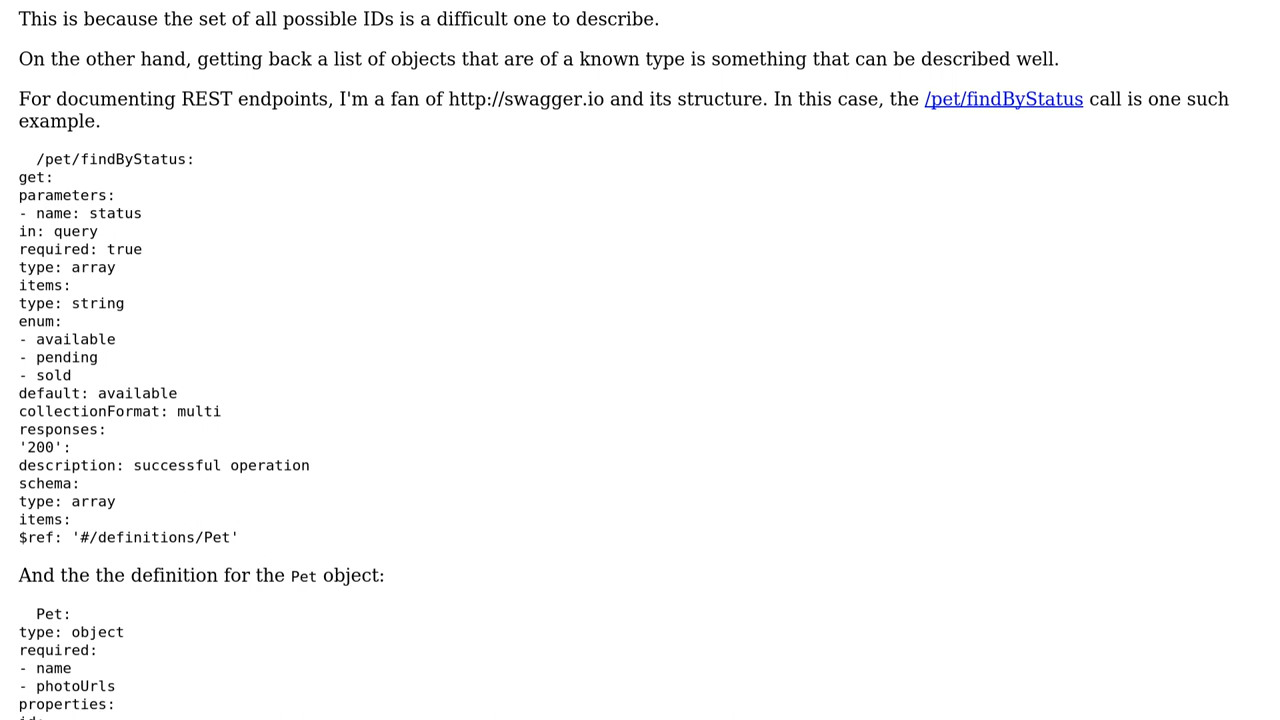 This is because the set of all possible IDs is a difficult one to describe.
On the other hand, getting back a list of objects that are of a known type is something that can be described well.
For documenting REST endpoints, I'm a fan of http://swagger.io and its structure. In this case, the /pet/findByStatus call is one such
example.
/pet/findByStatus:
get:
parameters:
- name: status
in: query
required: true
type: array
items:
type: string
enum:
- available
- pending
- sold
default: available
collectionFormat: multi
responses:
'200':
description: successful operation
schema:
type: array
items:
$ref: '#/definitions/Pet'
And the the definition for the Pet object:
Pet:
type: object
required:
- name
- photoUrls
properties: